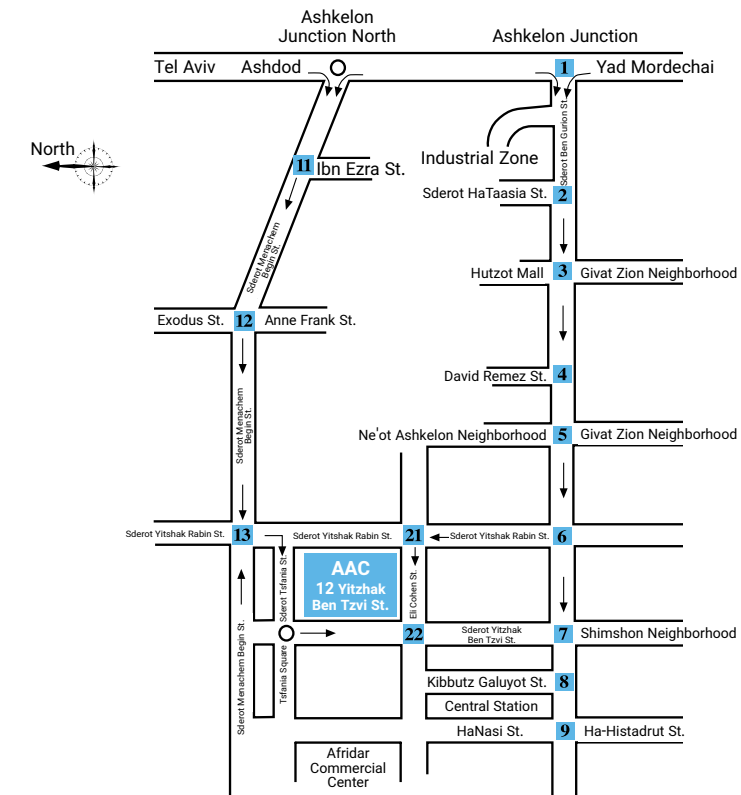 Ashkelon
Junction North
Ashkelon Junction
Tel Aviv
Ashdod
1
Yad Mordechai
North
Sderot Ben Gurion St.
Industrial Zone
11
Ibn Ezra St.
Sderot HaTaasia St.
2
Sderot Menachem
Begin St.
Hutzot Mall
3
Givat Zion Neighborhood
Exodus St.
12
Anne Frank St.
David Remez St.
4
Sderot Menachem
Begin St.
Ne'ot Ashkelon Neighborhood
5
Givat Zion Neighborhood
Sderot Yitshak Rabin St.
13
Sderot Yitshak Rabin St.
21
Sderot Yitshak Rabin St.
6
Sderot Tsfania St.
AAC
12 Yitzhak
Ben Tzvi St.
Eli Cohen St.
Sderot Menachem Begin St.
Tsfania Square
22
Sderot Yitzhak
Ben Tzvi St.
7
Shimshon Neighborhood
Kibbutz Galuyot St.
8
Central Station
HaNasi St.
9
Ha-Histadrut St.
Afridar
Commercial
Center